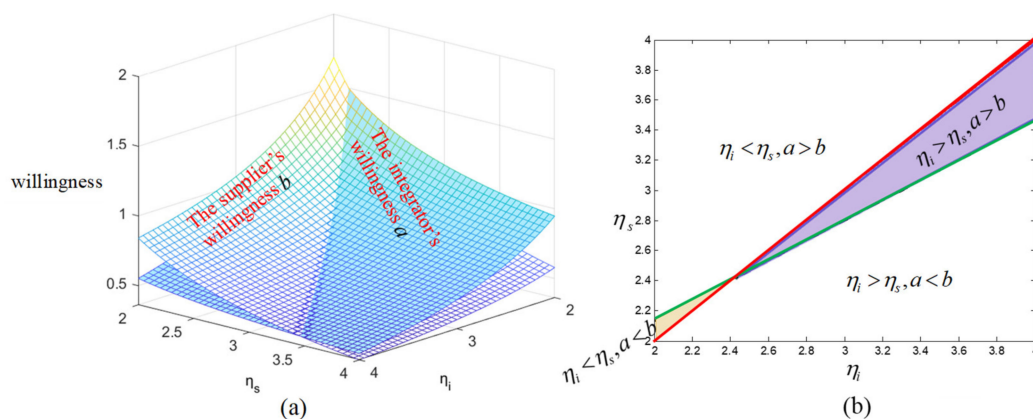 2
1.5
willingness
1
0.5
The supplier's
willingness b
The integrator's
willingness a
2
2.5
3
3.5
4
4
3
2
η_s
η_i
(a)
4
3.8
3.6
3.4
3.2
3
η_s
2.8
2.6
2.4
2.2
2
2
2.2
2.4
2.6
2.8
3
3.2
3.4
3.6
3.8
η_i
η_i < η_s, a > b
η_i > η_s, a > b
η_i > η_s, a < b
η_i < η_s, a < b
(b)